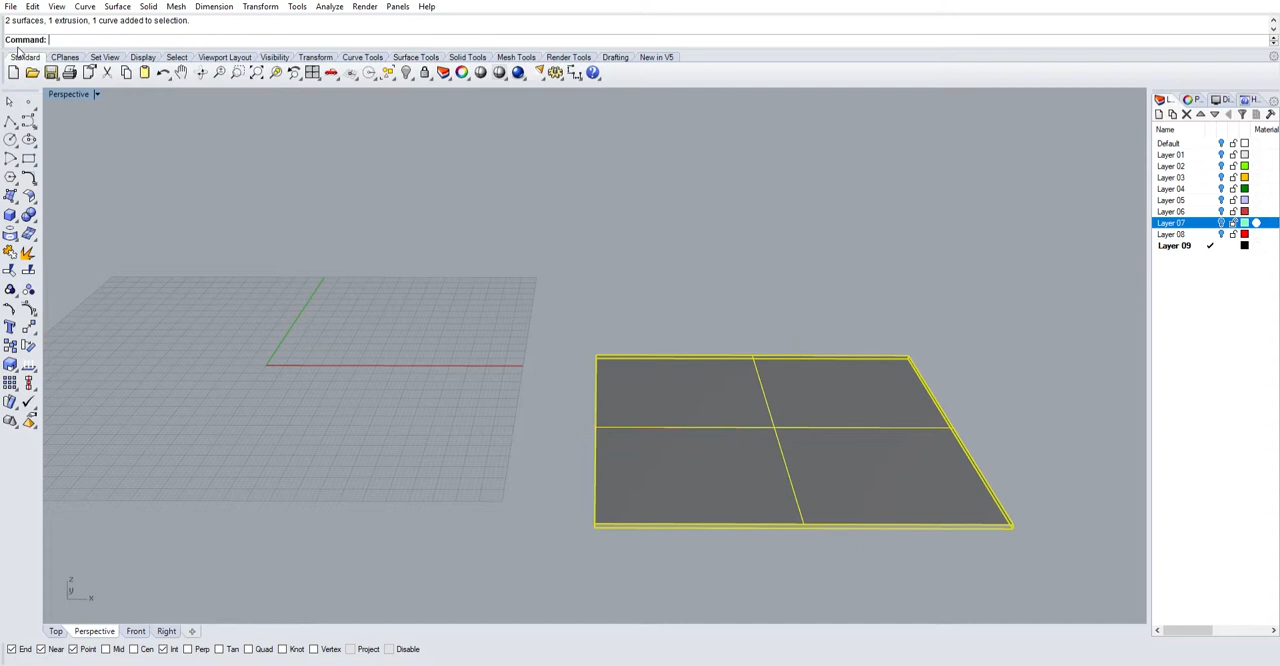 File Edit View Curve Surface Solid Mesh Dimension Transform Tools Analyze Render Panels Help
2 surfaces, 1 extrusion, 1 curve added to selection.
Command:
Standard CPlanes Set View Display Select Viewport Layout Visibility Transform Curve Tools Surface Tools Solid Tools Mesh Tools Render Tools Drafting New in V5
Perspective
L... P... Di... H...
Name Material
Default
Layer 01
Layer 02
Layer 03
Layer 04
Layer 05
Layer 06
Layer 07
Layer 08
Layer 09
z
y x
Top Perspective Front Right
End Near Point Mid Cen Int Perp Tan Quad Knot Vertex Project Disable